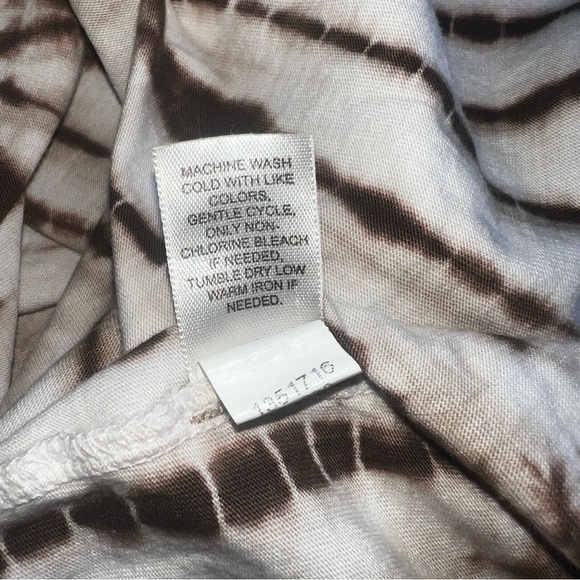 MACHINE WASH
COLD WITH LIKE
COLORS,
GENTLE CYCLE,
ONLY NON-
CHLORINE BLEACH
IF NEEDED,
TUMBLE DRY LOW
WARM IRON IF
NEEDED.
1351716